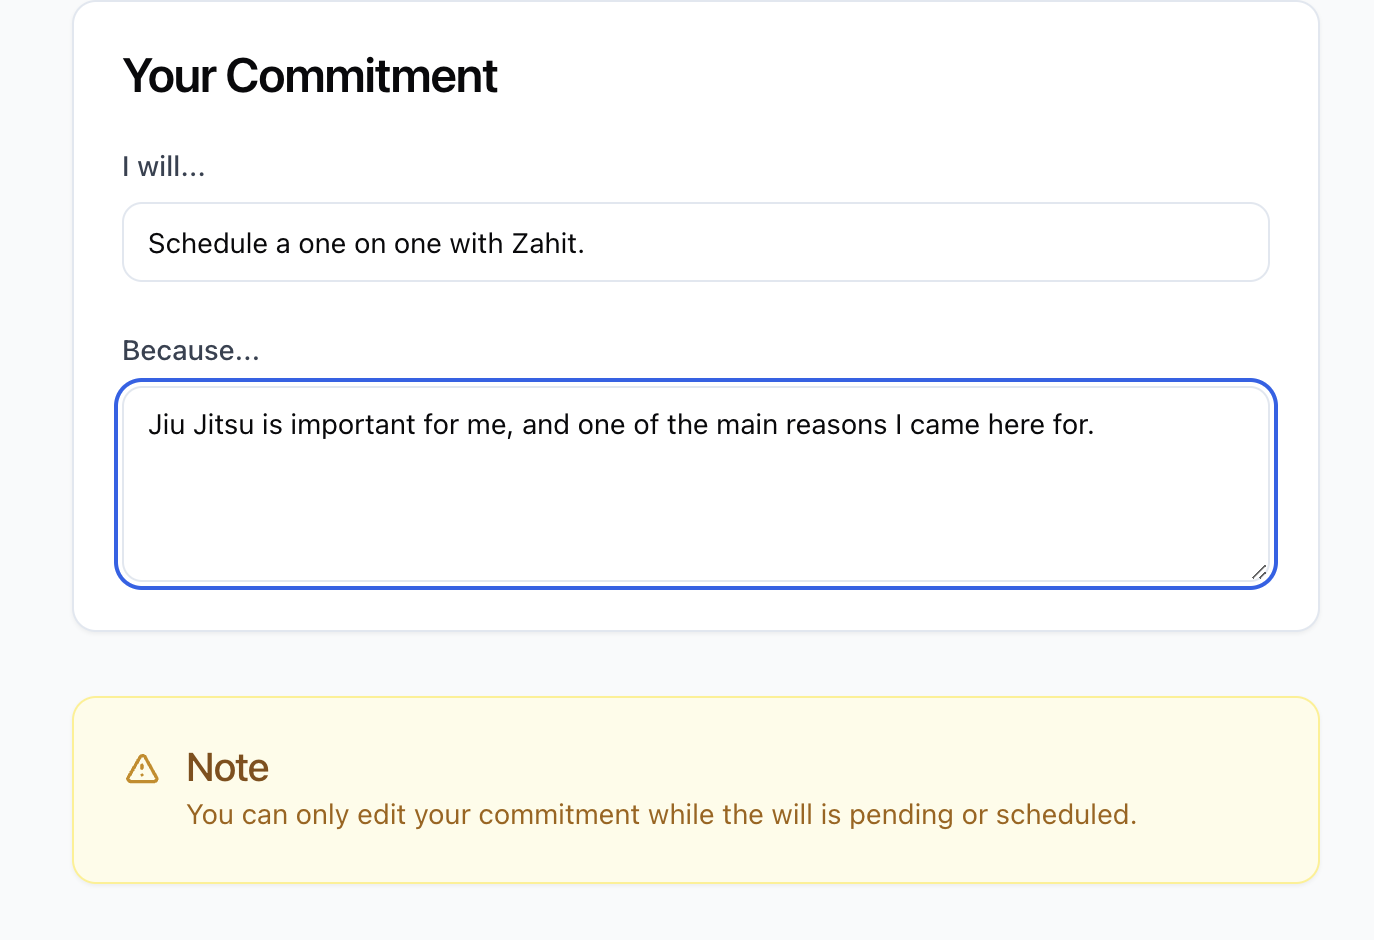 Your Commitment
I will...
Schedule a one on one with Zahit.
Because...
Jiu Jitsu is important for me, and one of the main reasons I came here for.
Note
You can only edit your commitment while the will is pending or scheduled.